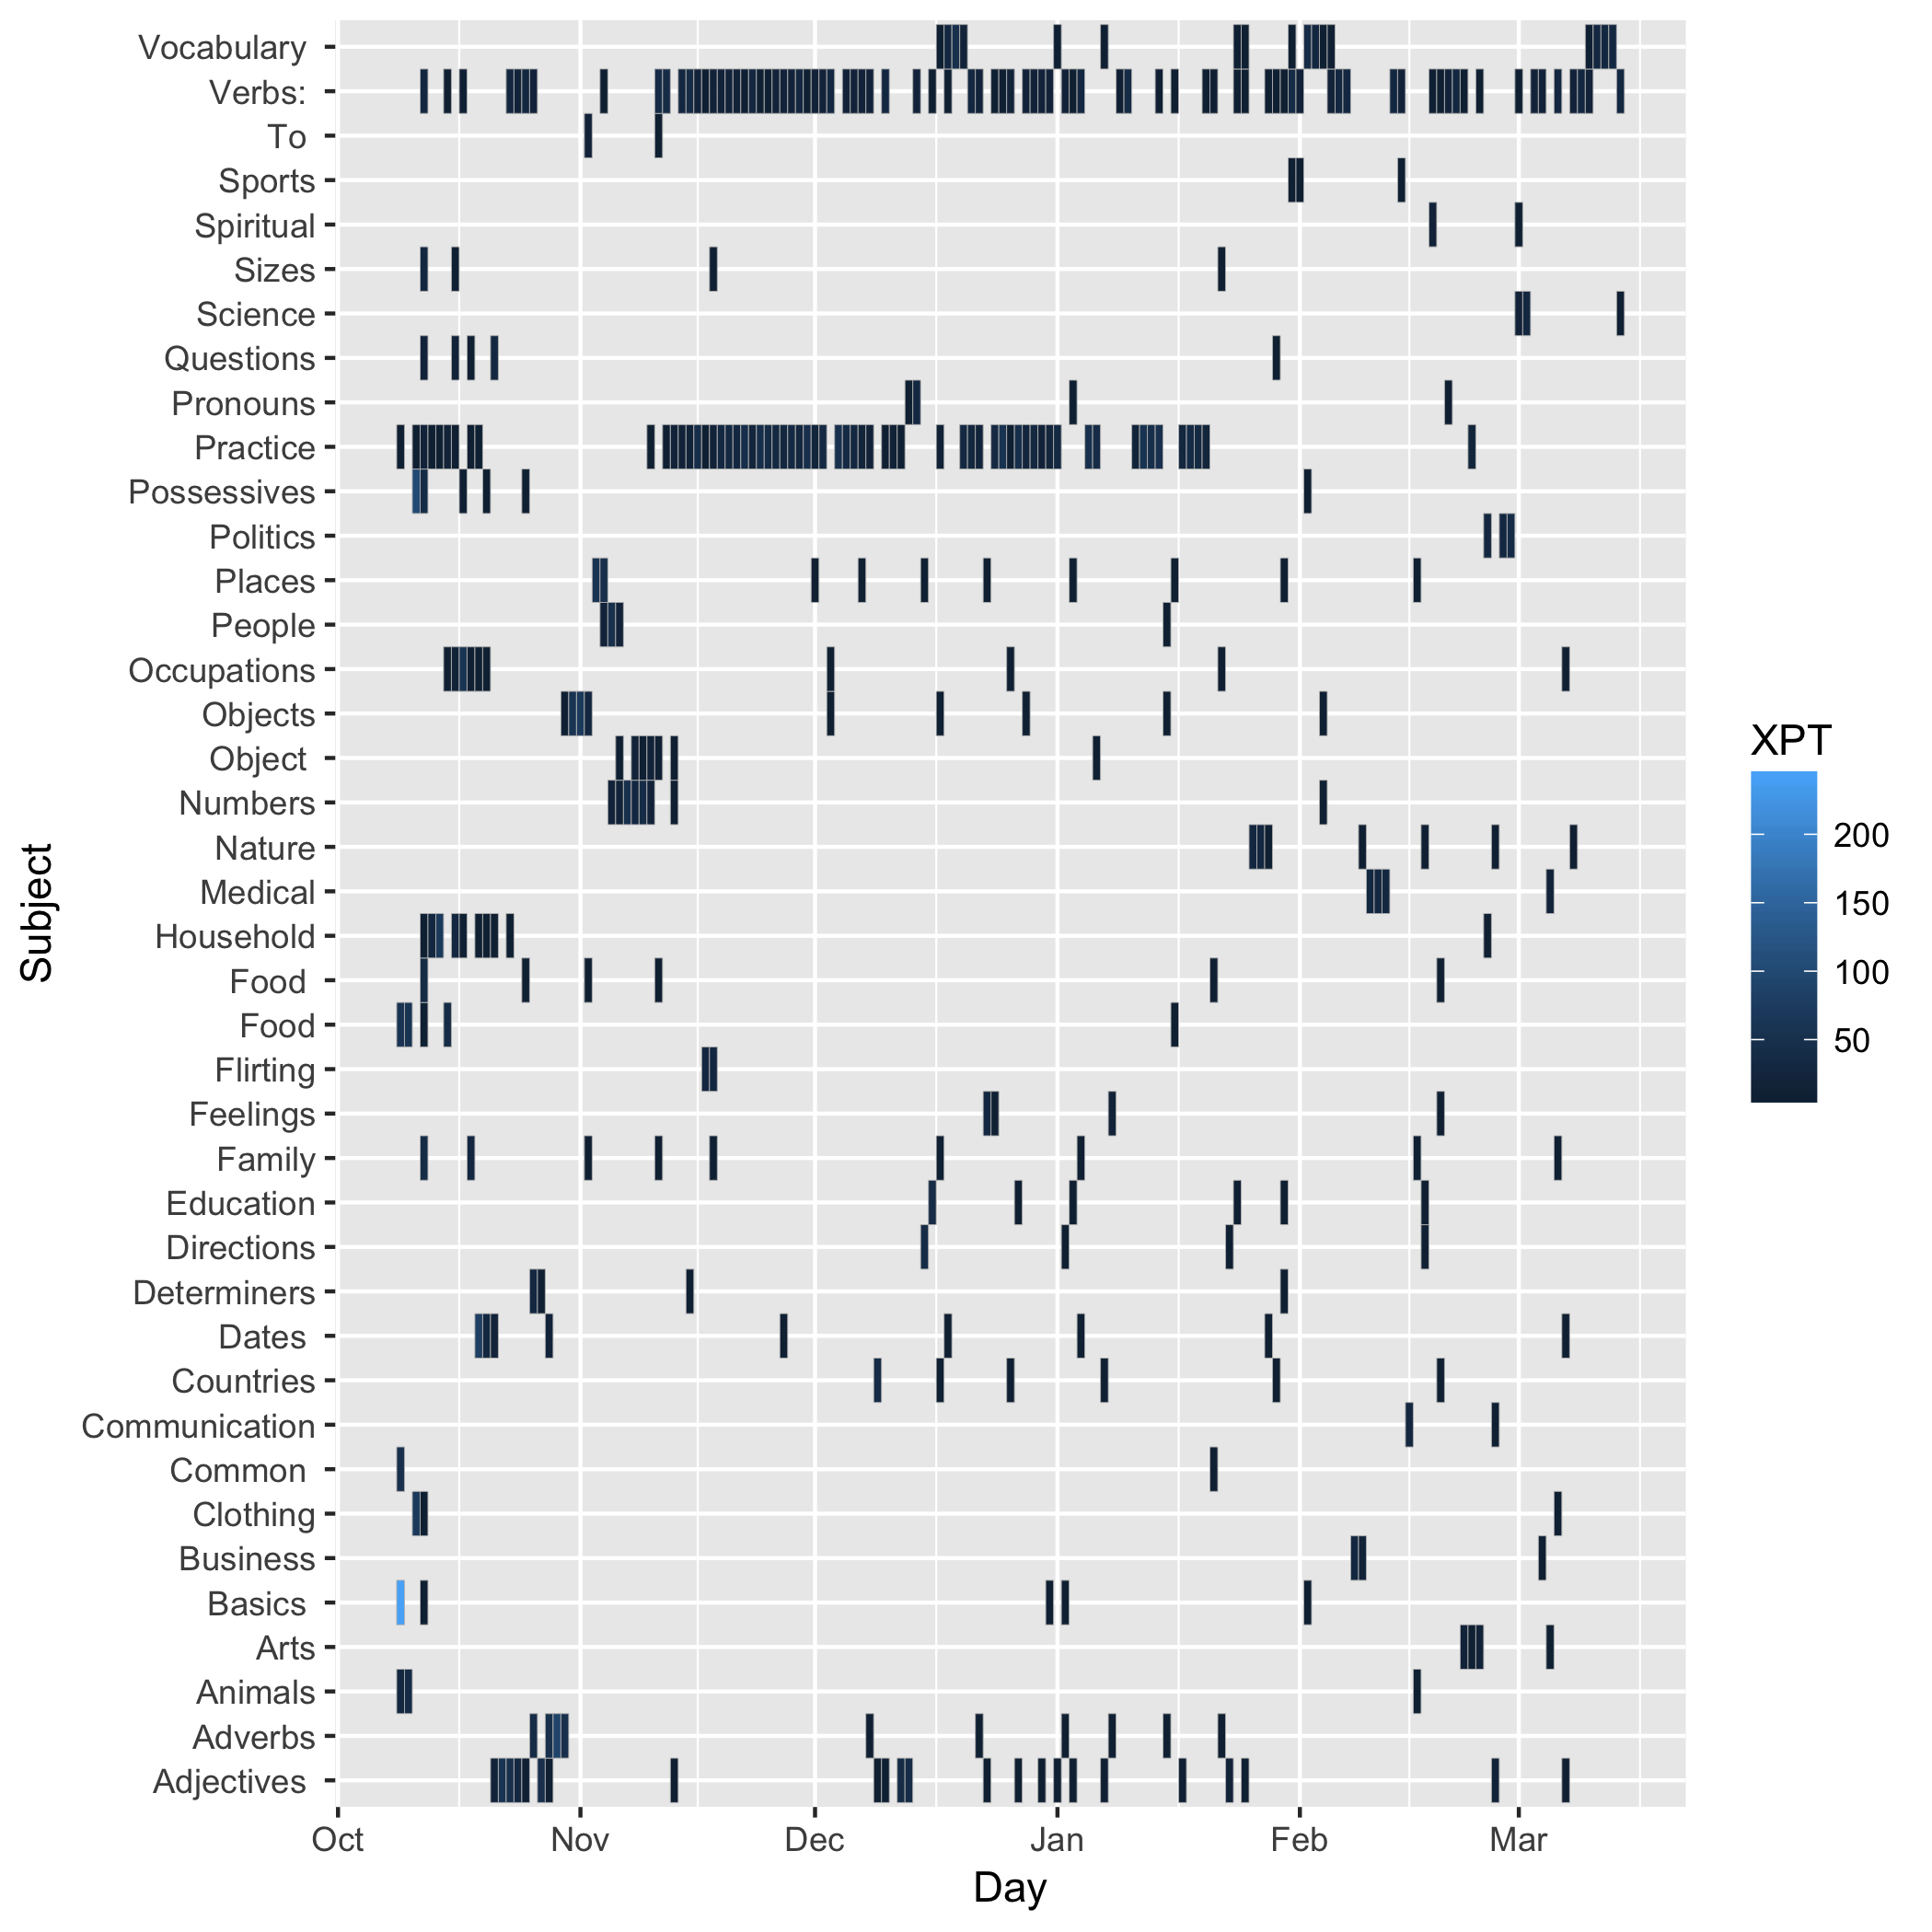 Vocabulary
Verbs:
To
Sports
Spiritual
Sizes
Science
Questions
Pronouns
Practice
Possessives
Politics
Places
People
Occupations
Objects
Object
Numbers
Nature
Medical
Household
Food
Food
Flirting
Feelings
Family
Education
Directions
Determiners
Dates
Countries
Communication
Common
Clothing
Business
Basics
Arts
Animals
Adverbs
Adjectives
Subject
Oct Nov Dec Jan Feb Mar
Day
XPT
200
150
100
50